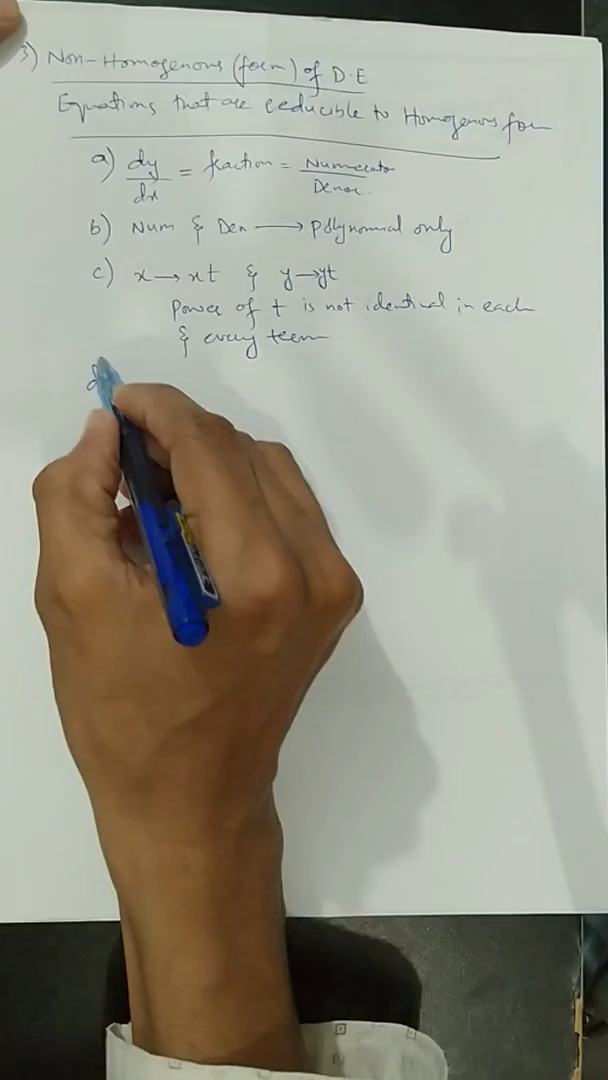 3) Non-Homogenous (form) of D.E
Equations that are reducible to Homogenous form
a) dy/dx = fraction = Numerator/Denor.
b) Num & Den → Polynomial only
c) x → xt & y → yt
Power of t is not identical in each
& every term.